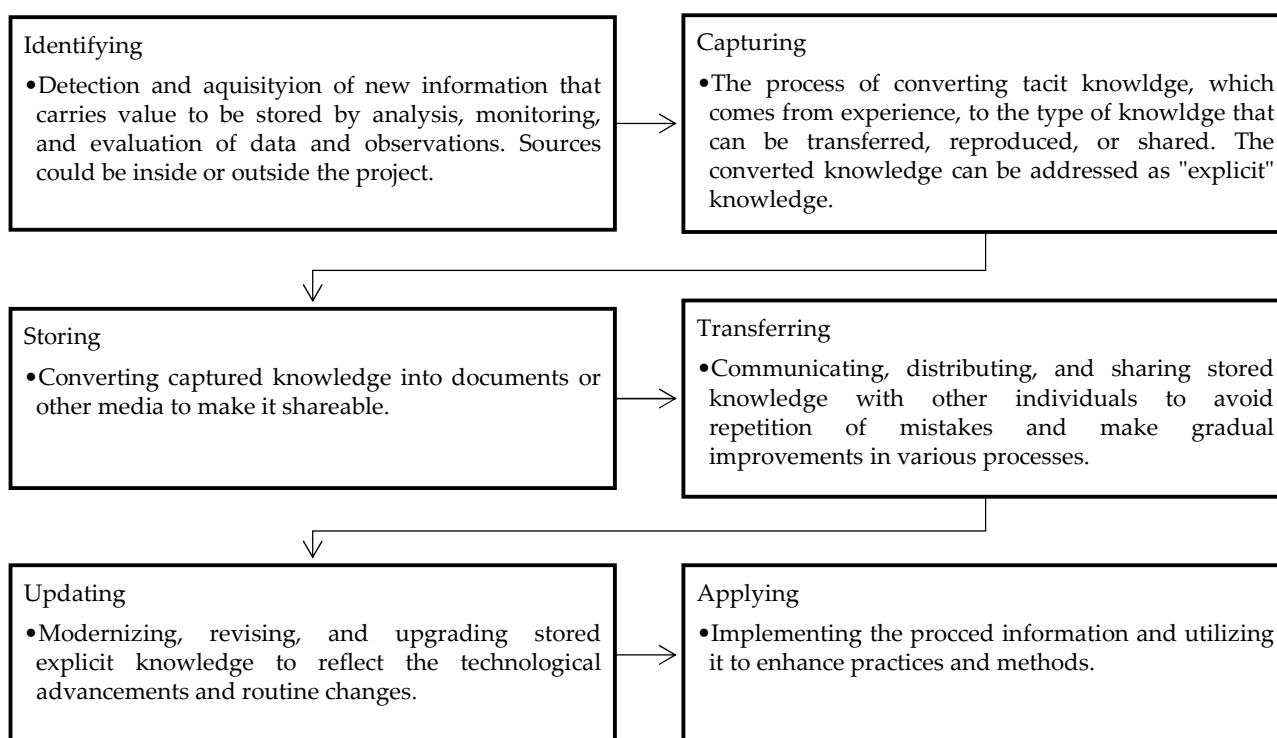 Identifying
•Detection and aquisityion of new information that
carries value to be stored by analysis, monitoring,
and evaluation of data and observations. Sources
could be inside or outside the project.
Capturing
•The process of converting tacit knowldge, which
comes from experience, to the type of knowldge that
can be transferred, reproduced, or shared. The
converted knowledge can be addressed as "explicit"
knowledge.
Storing
•Converting captured knowledge into documents or
other media to make it shareable.
Transferring
•Communicating, distributing, and sharing stored
knowledge with other individuals to avoid
repetition of mistakes and make gradual
improvements in various processes.
Updating
•Modernizing, revising, and upgrading stored
explicit knowledge to reflect the technological
advancements and routine changes.
Applying
•Implementing the procced information and utilizing
it to enhance practices and methods.